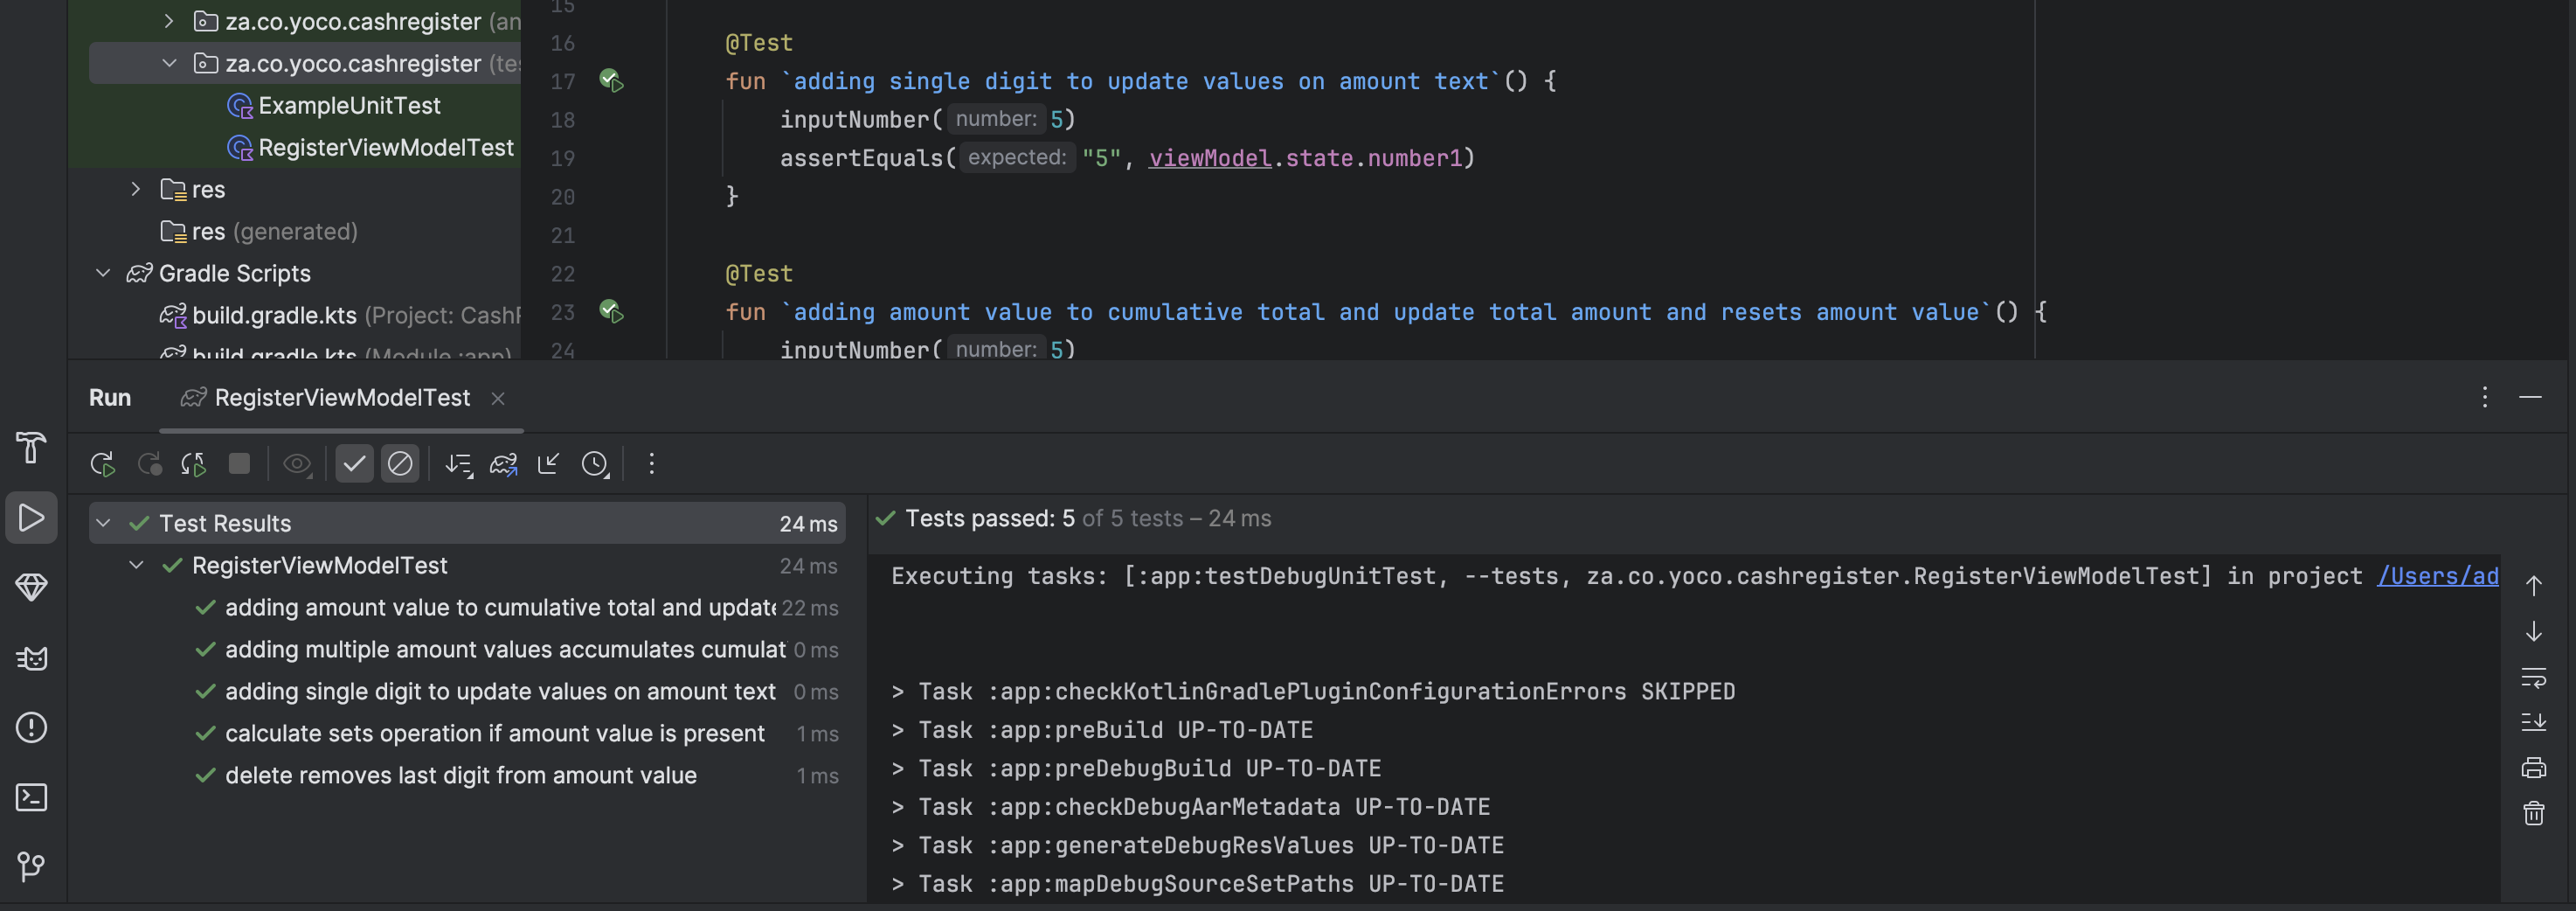 za.co.yoco.cashregister (an
za.co.yoco.cashregister (tes
ExampleUnitTest
RegisterViewModelTest
res
res (generated)
Gradle Scripts
build.gradle.kts (Project: CashR
build.gradle.kts (Module :app)
15
16 @Test
17 fun `adding single digit to update values on amount text`() {
18 inputNumber( number: 5)
19 assertEquals( expected: "5", viewModel.state.number1)
20 }
21
22 @Test
23 fun `adding amount value to cumulative total and update total amount and resets amount value`() {
24 inputNumber( number: 5)
Run RegisterViewModelTest
Test Results 24 ms
RegisterViewModelTest 24 ms
adding amount value to cumulative total and update 22 ms
adding multiple amount values accumulates cumulat 0 ms
adding single digit to update values on amount text 0 ms
calculate sets operation if amount value is present 1 ms
delete removes last digit from amount value 1 ms
Tests passed: 5 of 5 tests – 24 ms
Executing tasks: [:app:testDebugUnitTest, --tests, za.co.yoco.cashregister.RegisterViewModelTest] in project /Users/ad
> Task :app:checkKotlinGradlePluginConfigurationErrors SKIPPED
> Task :app:preBuild UP-TO-DATE
> Task :app:preDebugBuild UP-TO-DATE
> Task :app:checkDebugAarMetadata UP-TO-DATE
> Task :app:generateDebugResValues UP-TO-DATE
> Task :app:mapDebugSourceSetPaths UP-TO-DATE